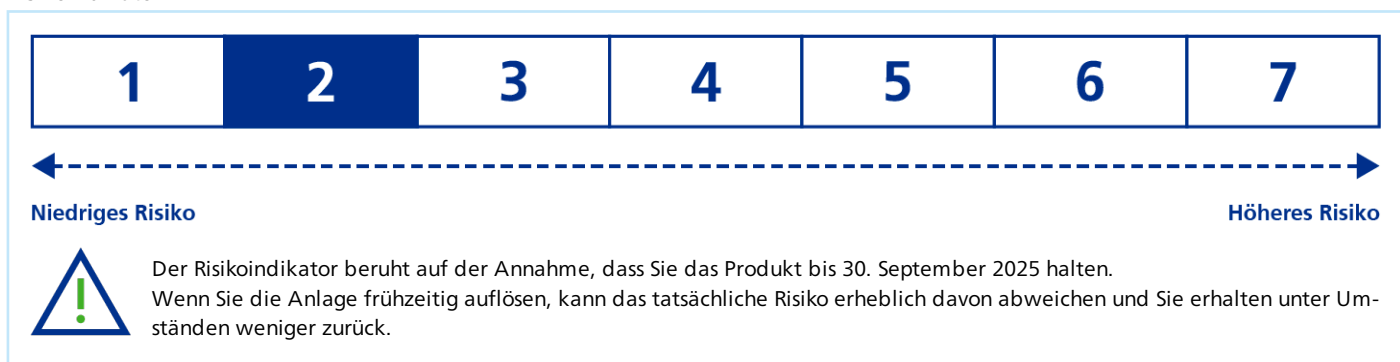 1 2 3 4 5 6 7
Niedriges Risiko Höheres Risiko
Der Risikoindikator beruht auf der Annahme, dass Sie das Produkt bis 30. September 2025 halten.
Wenn Sie die Anlage frühzeitig auflösen, kann das tatsächliche Risiko erheblich davon abweichen und Sie erhalten unter Um-
ständen weniger zurück.